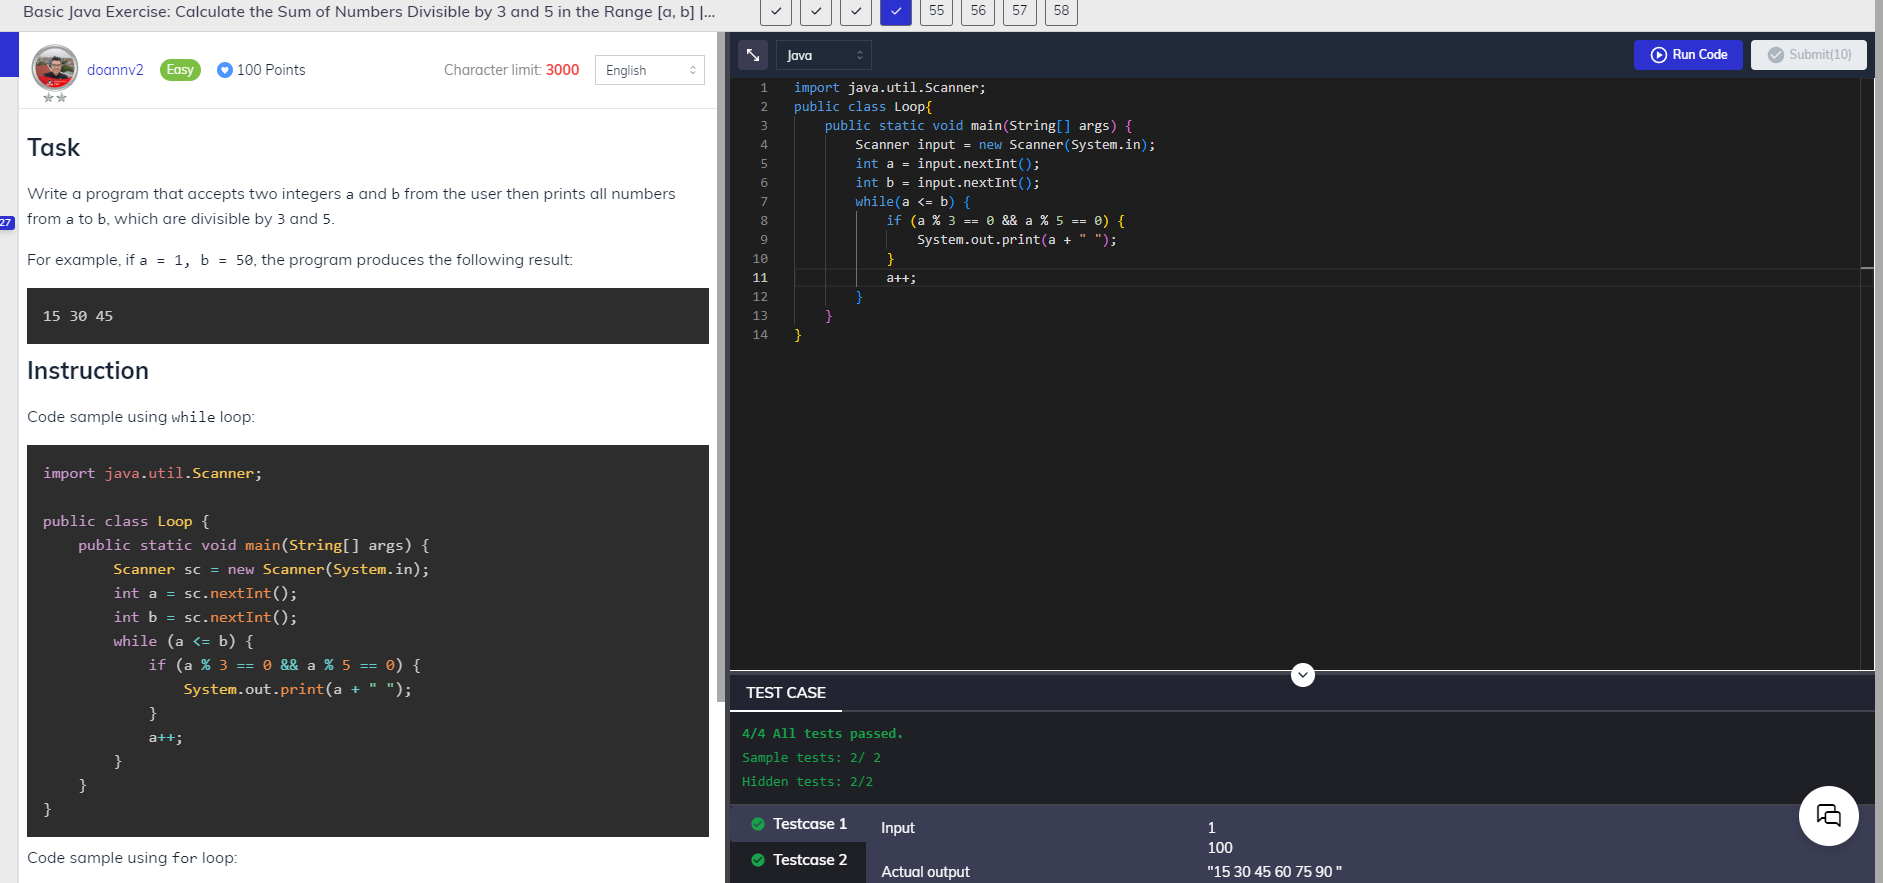 Basic Java Exercise: Calculate the Sum of Numbers Divisible by 3 and 5 in the Range [a, b] |...
55 56 57 58
27
doannv2 Easy 100 Points Character limit: 3000 English
Task
Write a program that accepts two integers a and b from the user then prints all numbers
from a to b, which are divisible by 3 and 5.
For example, if a = 1, b = 50, the program produces the following result:
15 30 45
Instruction
Code sample using while loop:
import java.util.Scanner;
public class Loop {
public static void main(String[] args) {
Scanner sc = new Scanner(System.in);
int a = sc.nextInt();
int b = sc.nextInt();
while (a <= b) {
if (a % 3 == 0 && a % 5 == 0) {
System.out.print(a + " ");
}
a++;
}
}
}
Code sample using for loop:
Java Run Code Submit(10)
1 import java.util.Scanner;
2 public class Loop{
3 public static void main(String[] args) {
4 Scanner input = new Scanner(System.in);
5 int a = input.nextInt();
6 int b = input.nextInt();
7 while(a <= b) {
8 if (a % 3 == 0 && a % 5 == 0) {
9 System.out.print(a + " ");
10 }
11 a++;
12 }
13 }
14 }
TEST CASE
4/4 All tests passed.
Sample tests: 2/ 2
Hidden tests: 2/2
Testcase 1
Testcase 2
Input 1
100
Actual output "15 30 45 60 75 90 "